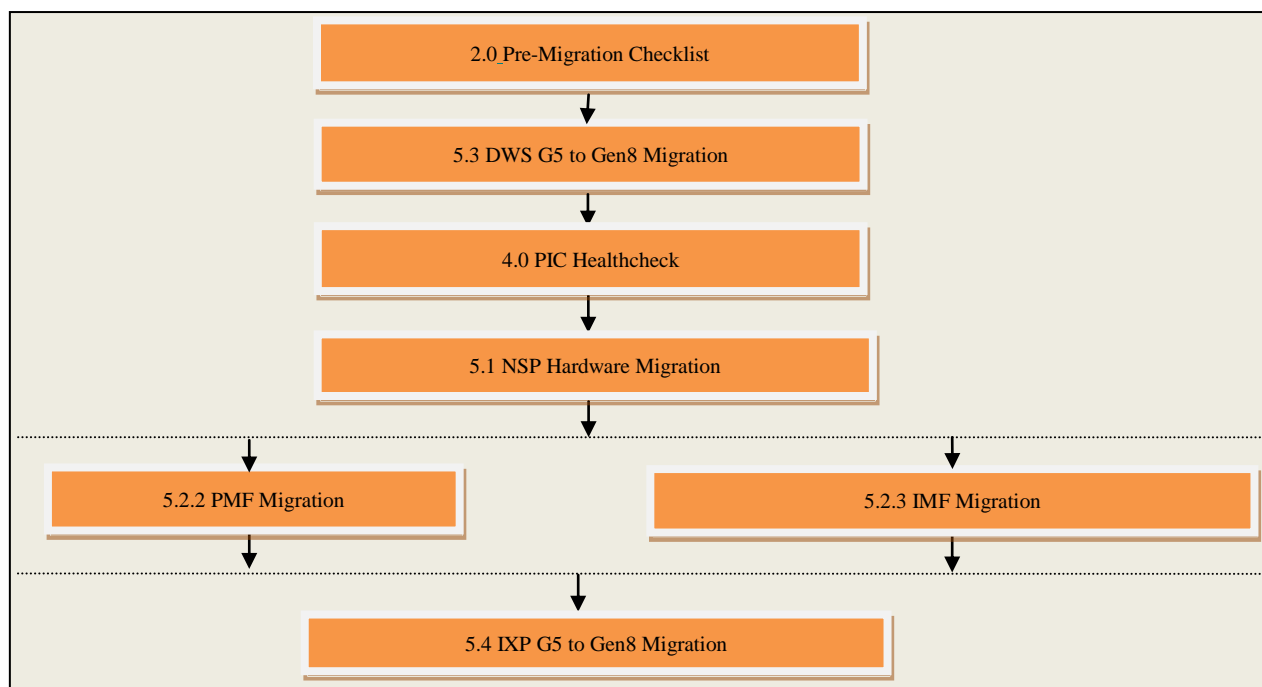 2.0 Pre-Migration Checklist
5.3 DWS G5 to Gen8 Migration
4.0 PIC Healthcheck
5.1 NSP Hardware Migration
5.2.2 PMF Migration
5.2.3 IMF Migration
5.4 IXP G5 to Gen8 Migration